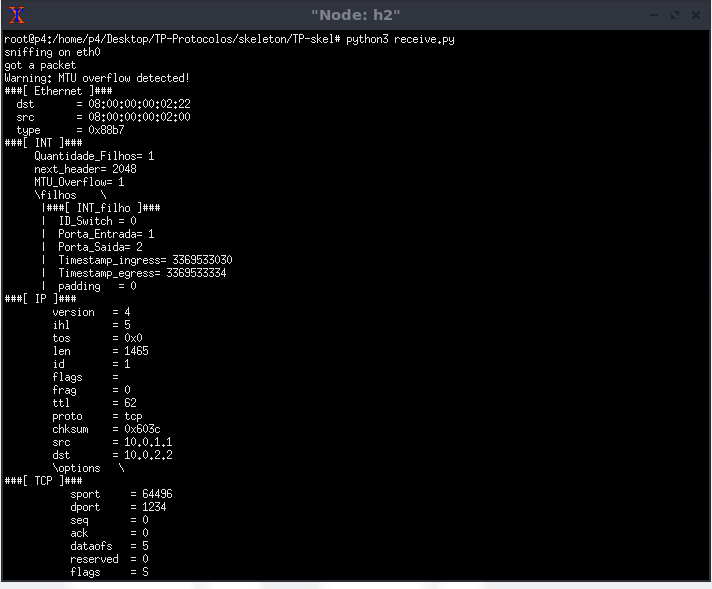 "Node: h2"
root@p4:/home/p4/Desktop/TP-Protocolos/skeleton/TP-skel# python3 receive.py
sniffing on eth0
got a packet
Warning: MTU overflow detected!
###[ Ethernet ]###
  dst       = 08:00:00:00:02:22
  src       = 08:00:00:00:02:00
  type      = 0x88b7
###[ INT ]###
     Quantidade_Filhos= 1
     next_header= 2048
     MTU_Overflow= 1
     \filhos    \
      |###[ INT_filho ]###
      |  ID_Switch = 0
      |  Porta_Entrada= 1
      |  Porta_Saida= 2
      |  Timestamp_ingress= 3369533030
      |  Timestamp_egress= 3369533334
      |  padding   = 0
###[ IP ]###
        version   = 4
        ihl       = 5
        tos       = 0x0
        len       = 1465
        id        = 1
        flags     =
        frag      = 0
        ttl       = 62
        proto     = tcp
        chksum    = 0x603c
        src       = 10.0.1.1
        dst       = 10.0.2.2
        \options   \
###[ TCP ]###
           sport     = 64496
           dport     = 1234
           seq       = 0
           ack       = 0
           dataofs   = 5
           reserved  = 0
           flags     = S